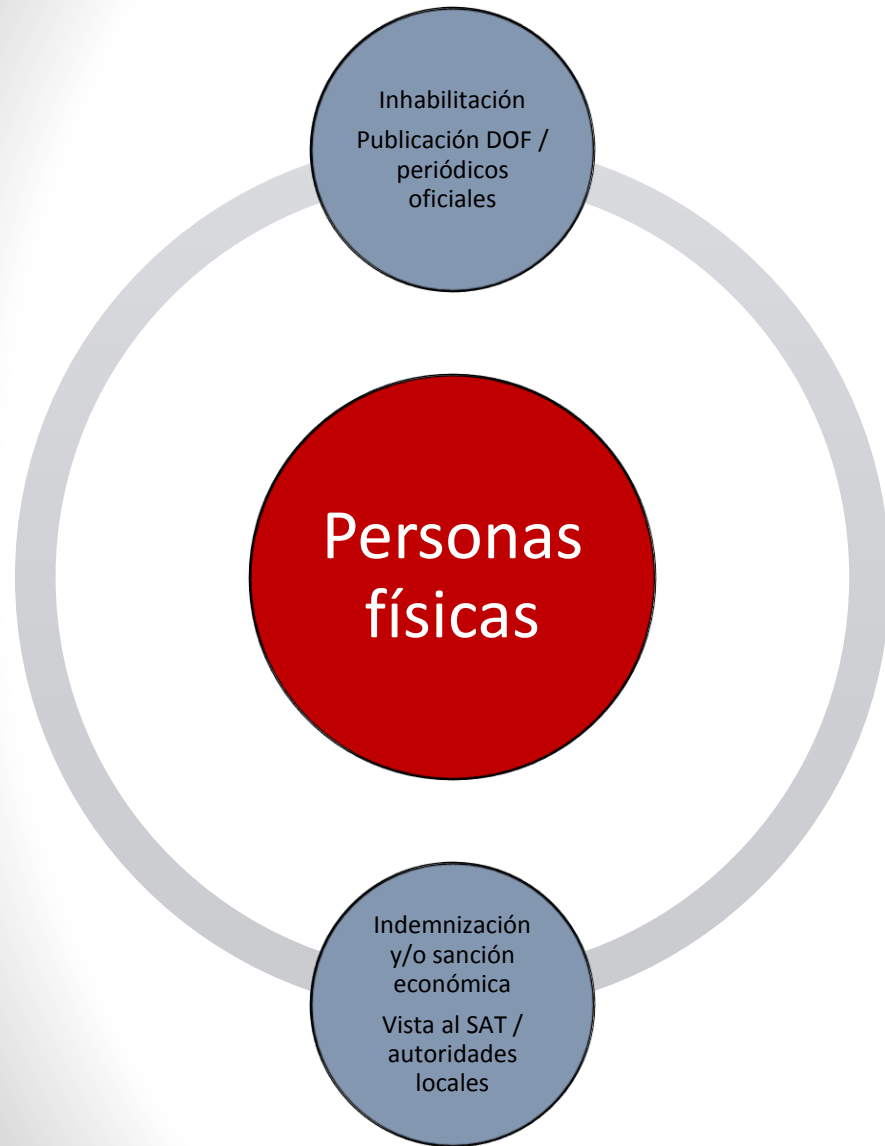 Inhabilitación
Publicación DOF /
periódicos
oficiales
Personas
físicas
Indemnización
y/o sanción
económica
Vista al SAT /
autoridades
locales